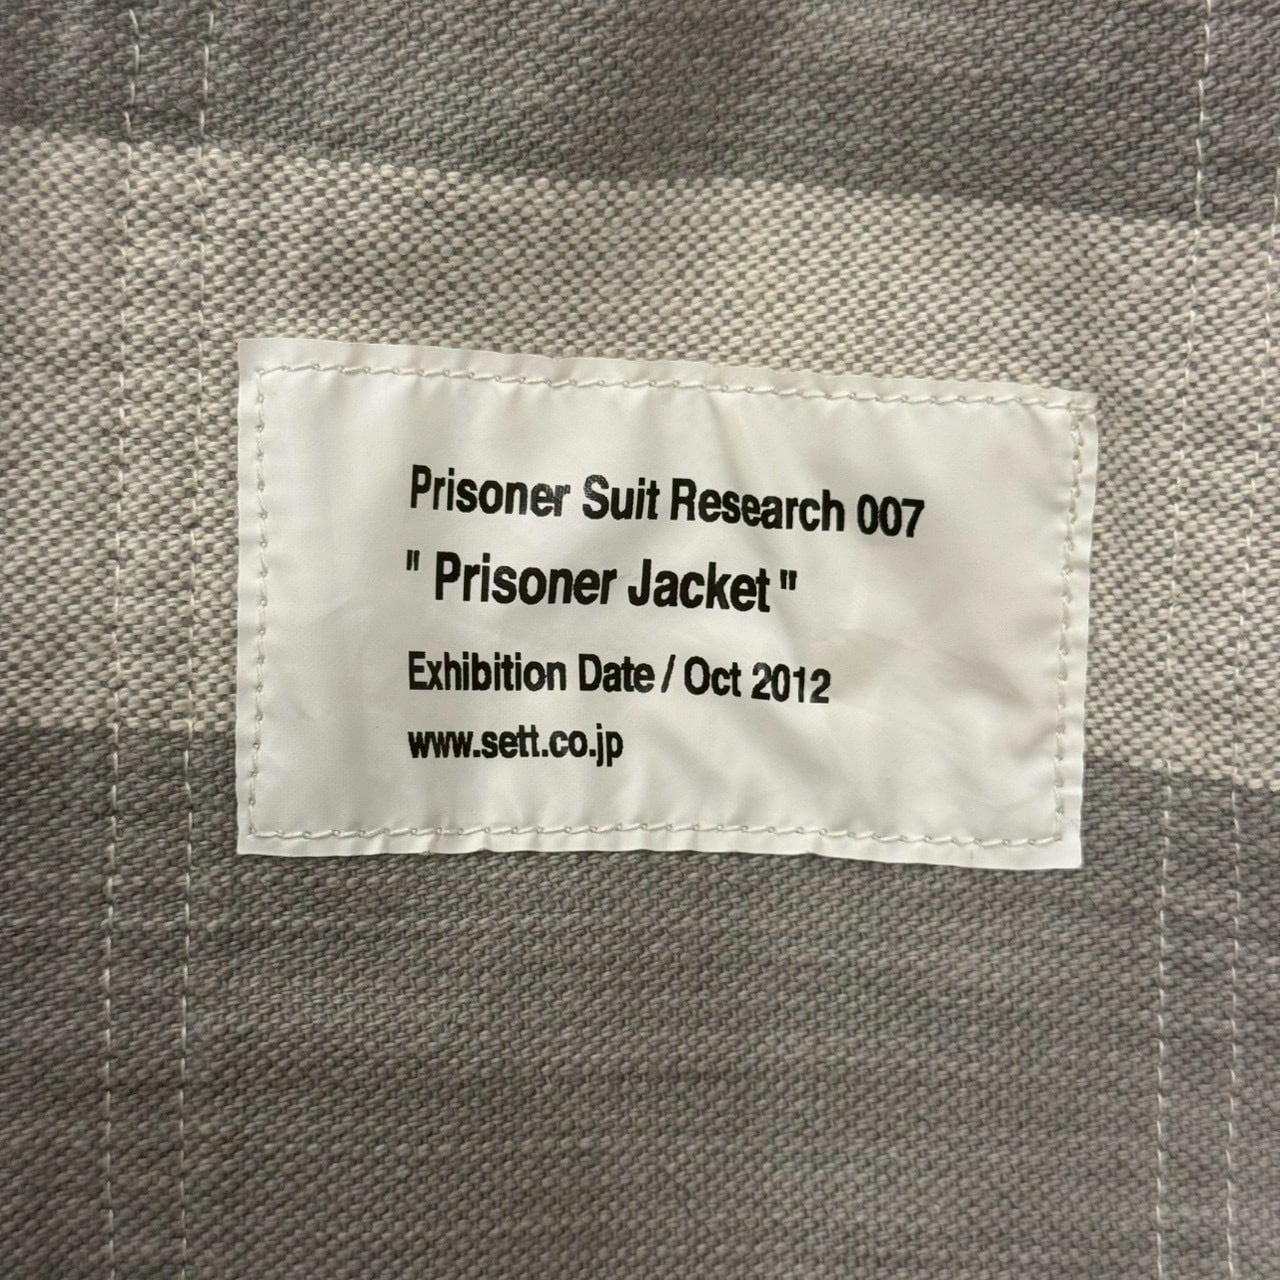 Prisoner Suit Research 007
" Prisoner Jacket "
Exhibition Date / Oct 2012
www.sett.co.jp